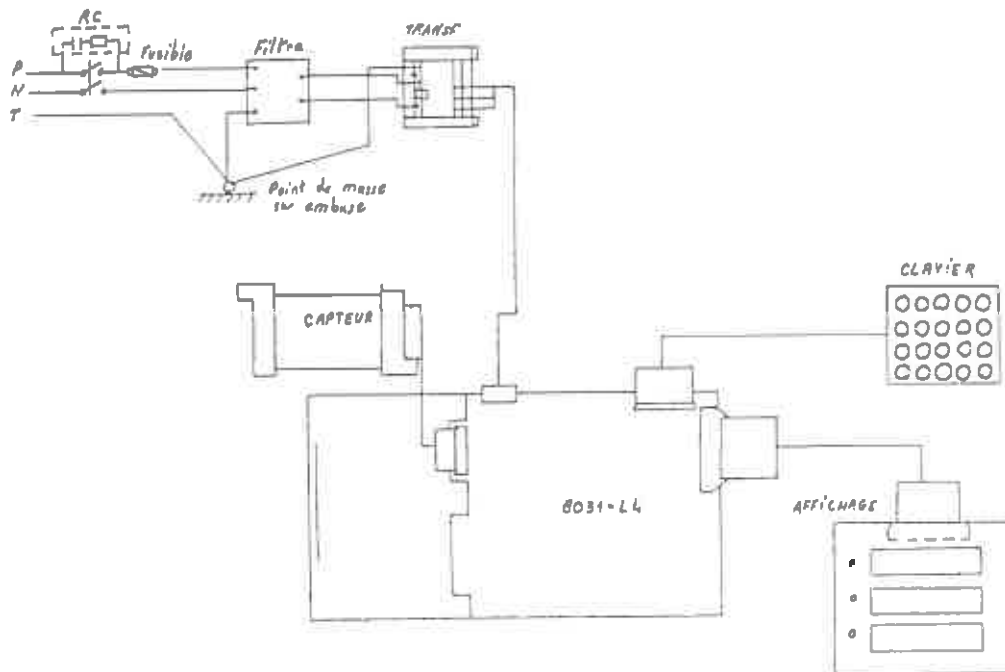 RC
Fusible
Filtre
TRANSF
P
N
T
Point de masse
sur embase
CLAVIER
CAPTEUR
8031-L4
AFFICHAGE